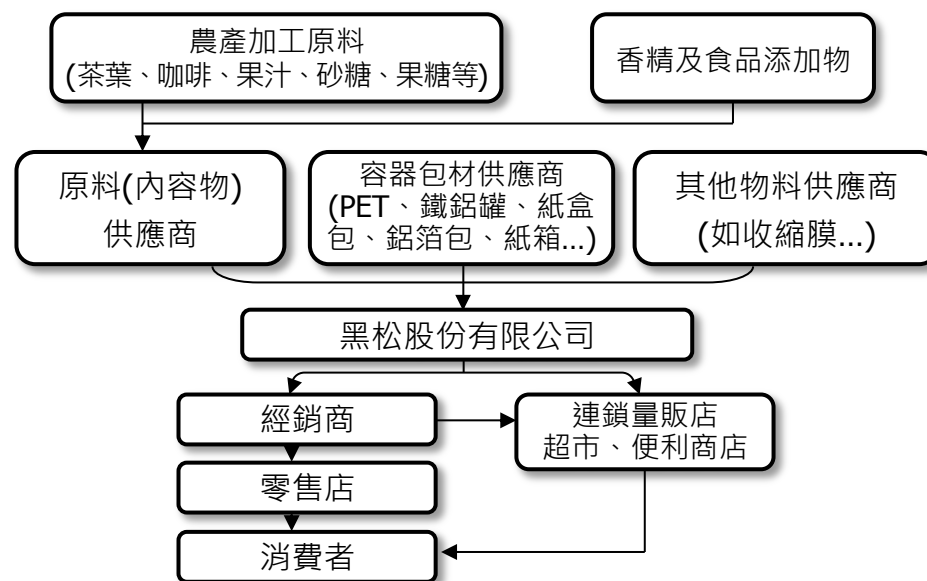 農產加工原料
(茶葉、咖啡、果汁、砂糖、果糖等)
香精及食品添加物
原料(內容物)
供應商
容器包材供應商
(PET、鐵鋁罐、紙盒
包、鋁箔包、紙箱...)
其他物料供應商
(如收縮膜...)
黑松股份有限公司
經銷商
連鎖量販店
超市、便利商店
零售店
消費者